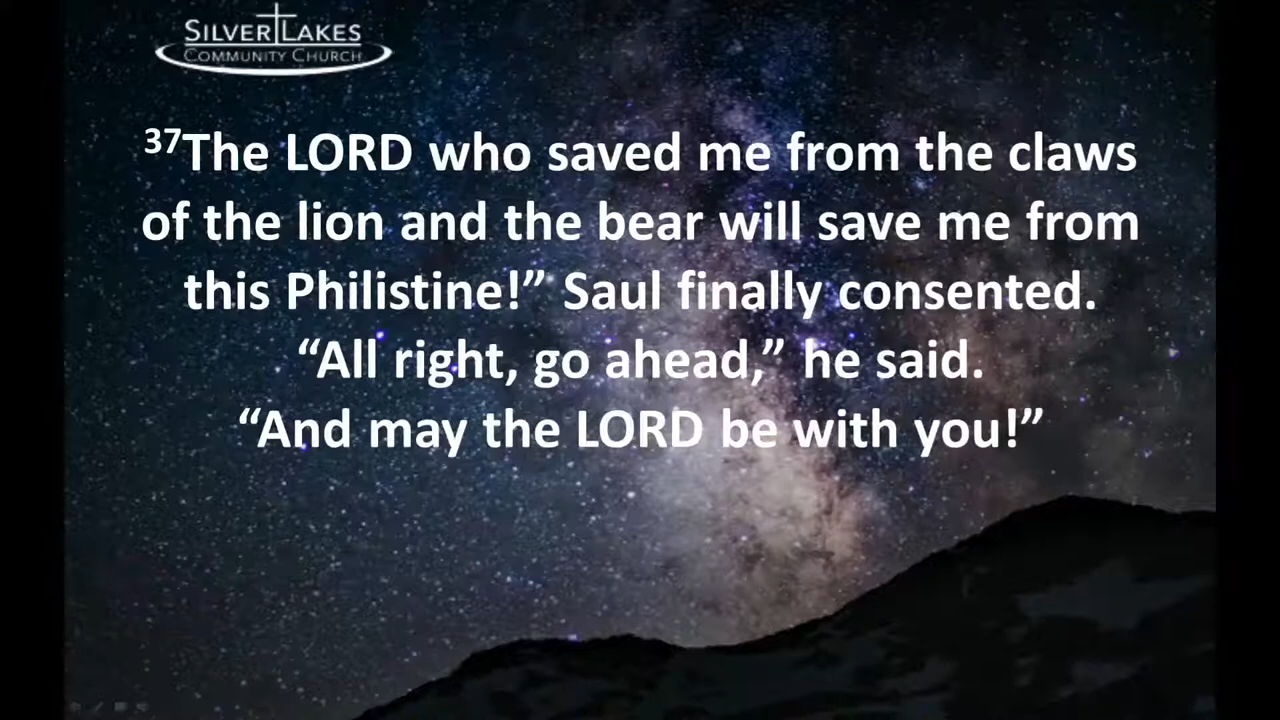 SILVER LAKES
COMMUNITY CHURCH
37The LORD who saved me from the claws
of the lion and the bear will save me from
this Philistine!” Saul finally consented.
“All right, go ahead,” he said.
“And may the LORD be with you!”